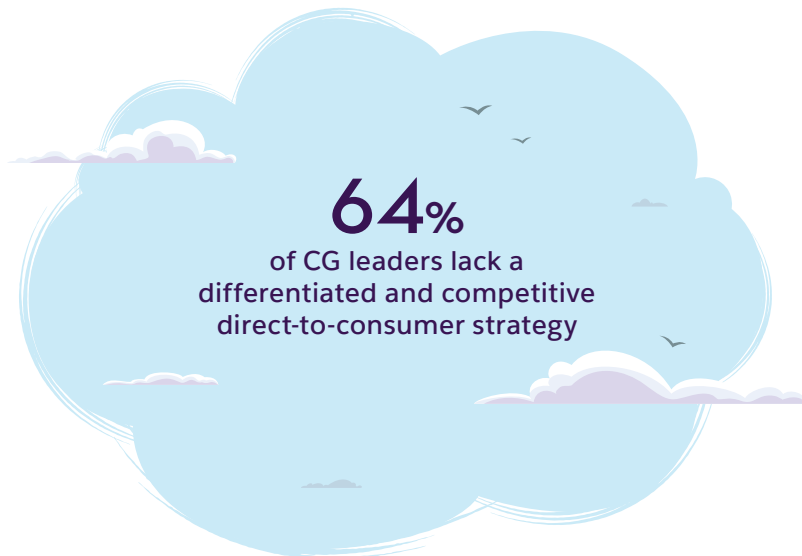 64%
of CG leaders lack a
differentiated and competitive
direct-to-consumer strategy